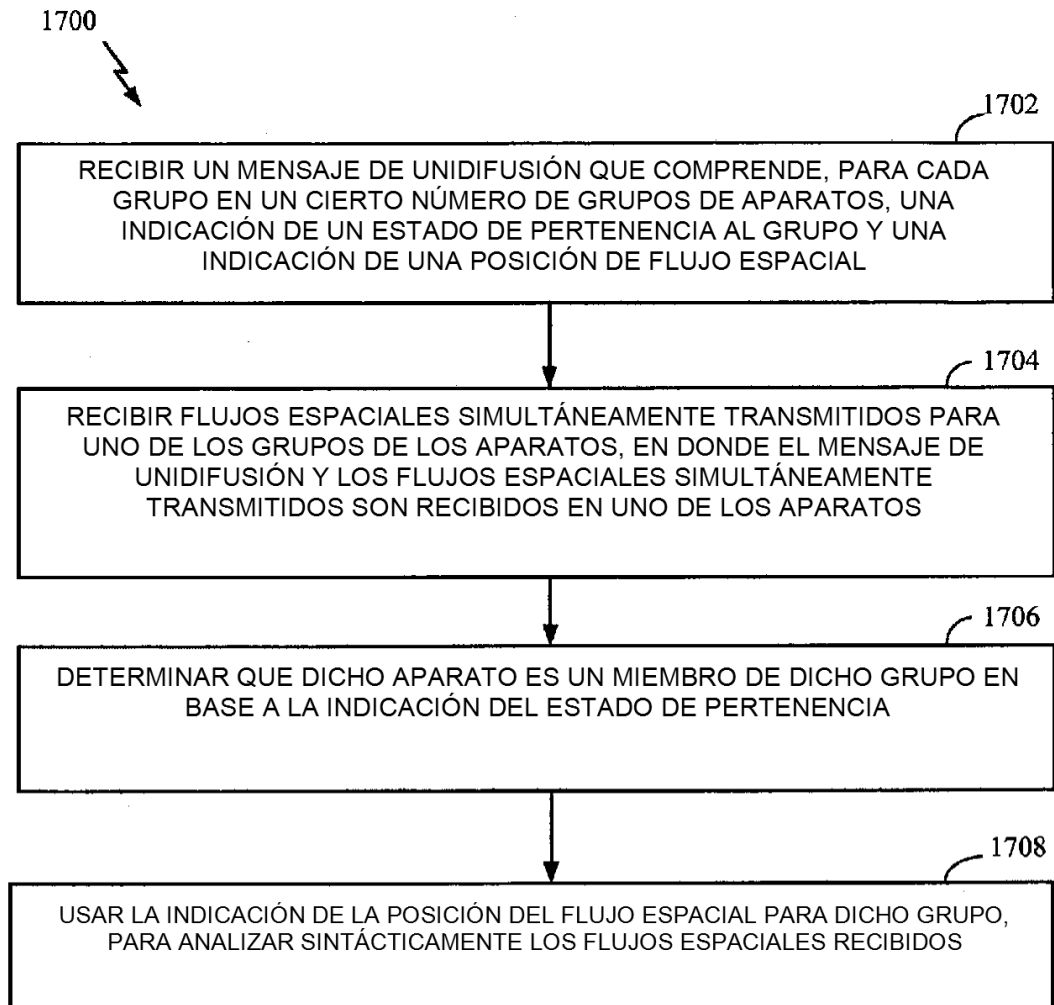 1700
1702
RECIBIR UN MENSAJE DE UNIDIFUSIÓN QUE COMPRENDE, PARA CADA
GRUPO EN UN CIERTO NÚMERO DE GRUPOS DE APARATOS, UNA
INDICACIÓN DE UN ESTADO DE PERTENENCIA AL GRUPO Y UNA
INDICACIÓN DE UNA POSICIÓN DE FLUJO ESPACIAL
1704
RECIBIR FLUJOS ESPACIALES SIMULTÁNEAMENTE TRANSMITIDOS PARA
UNO DE LOS GRUPOS DE LOS APARATOS, EN DONDE EL MENSAJE DE
UNIDIFUSIÓN Y LOS FLUJOS ESPACIALES SIMULTÁNEAMENTE
TRANSMITIDOS SON RECIBIDOS EN UNO DE LOS APARATOS
1706
DETERMINAR QUE DICHO APARATO ES UN MIEMBRO DE DICHO GRUPO EN
BASE A LA INDICACIÓN DEL ESTADO DE PERTENENCIA
1708
USAR LA INDICACIÓN DE LA POSICIÓN DEL FLUJO ESPACIAL PARA DICHO GRUPO,
PARA ANALIZAR SINTÁCTICAMENTE LOS FLUJOS ESPACIALES RECIBIDOS